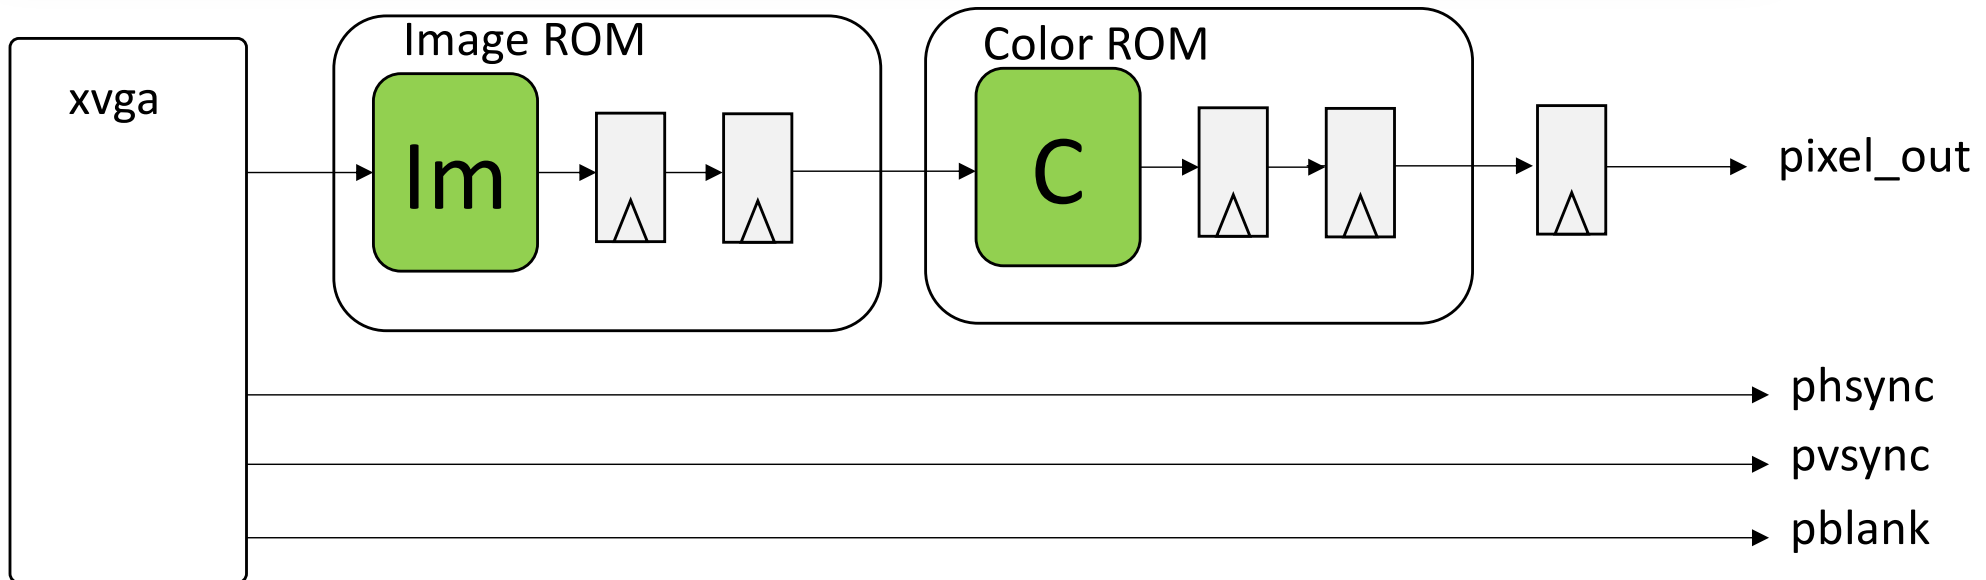 xvga
Image ROM
Im
Color ROM
C
pixel_out
phsync
pvsync
pblank